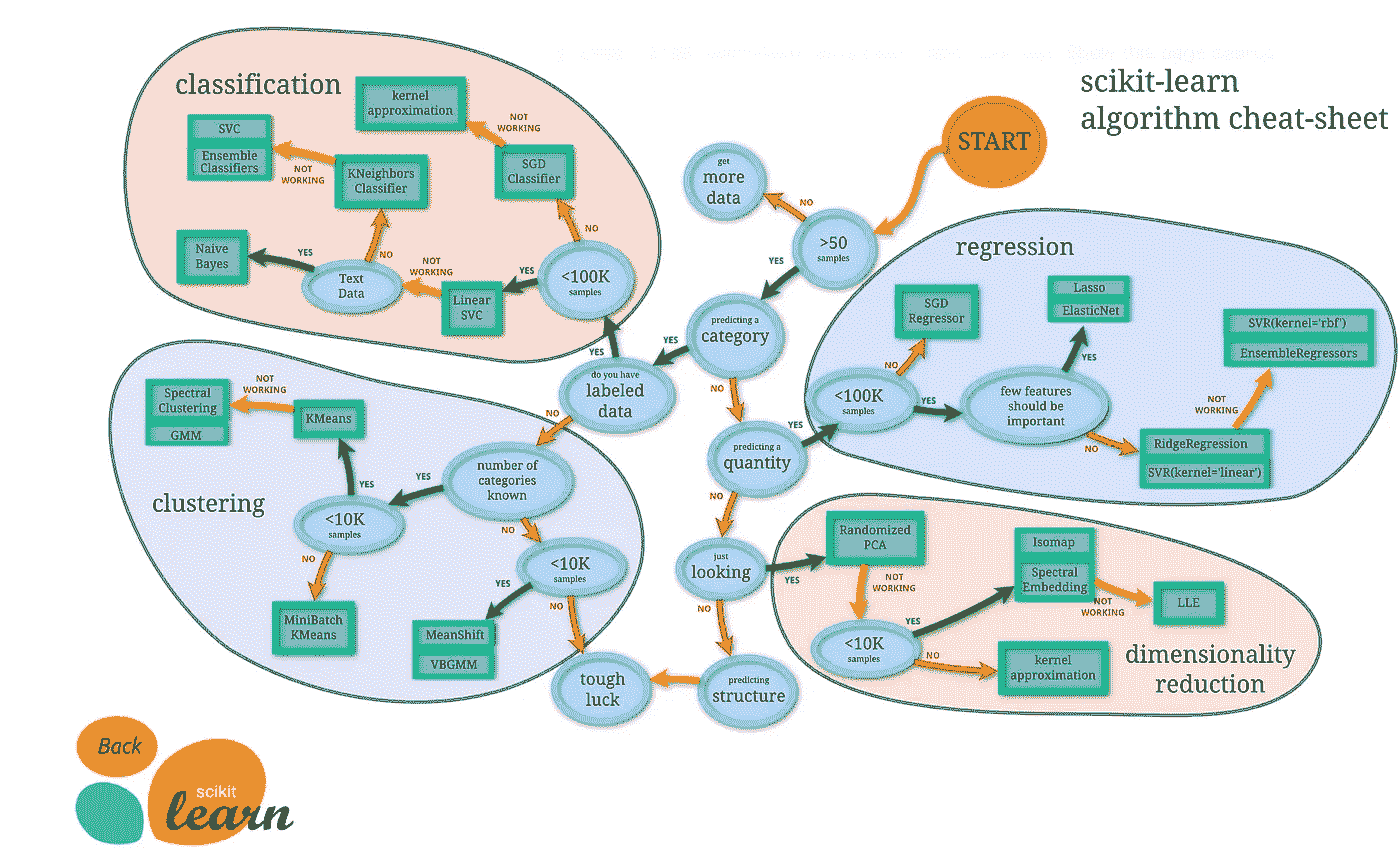 scikit-learn
algorithm cheat-sheet
START
get
more
data
NO
>50
samples
YES
predicting a
category
YES
NO
do you have
labeled
data
YES
NO
predicting a
quantity
YES
NO
just
looking
YES
NO
predicting
structure
tough
luck
classification
kernel
approximation
NOT
WORKING
SVC
Ensemble
Classifiers
NOT
WORKING
KNeighbors
Classifier
SGD
Classifier
NO
Naive
Bayes
YES
NO
Text
Data
NOT
WORKING
Linear
SVC
YES
<100K
samples
regression
SGD
Regressor
NO
<100K
samples
YES
Lasso
ElasticNet
YES
few features
should be
important
NO
SVR(kernel='rbf')
EnsembleRegressors
NOT
WORKING
RidgeRegression
SVR(kernel='linear')
clustering
Spectral
Clustering
GMM
NOT
WORKING
KMeans
YES
<10K
samples
NO
MiniBatch
KMeans
YES
number of
categories
known
NO
<10K
samples
YES
NO
MeanShift
VBGMM
dimensionality
reduction
Randomized
PCA
NOT
WORKING
<10K
samples
YES
NO
Isomap
Spectral
Embedding
NOT
WORKING
LLE
kernel
approximation
Back
scikit
learn